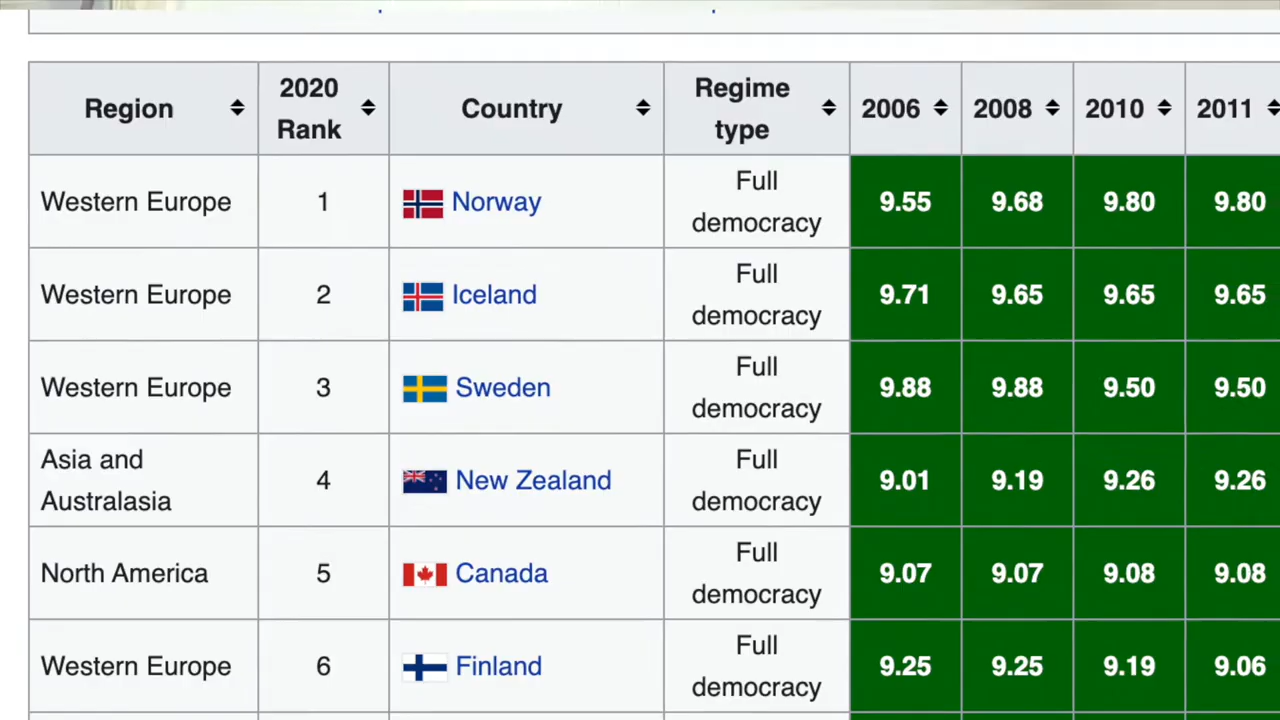 Region 2020 Rank Country Regime type 2006 2008 2010 2011
Western Europe 1 Norway Full democracy 9.55 9.68 9.80 9.80
Western Europe 2 Iceland Full democracy 9.71 9.65 9.65 9.65
Western Europe 3 Sweden Full democracy 9.88 9.88 9.50 9.50
Asia and Australasia 4 New Zealand Full democracy 9.01 9.19 9.26 9.26
North America 5 Canada Full democracy 9.07 9.07 9.08 9.08
Western Europe 6 Finland Full democracy 9.25 9.25 9.19 9.06